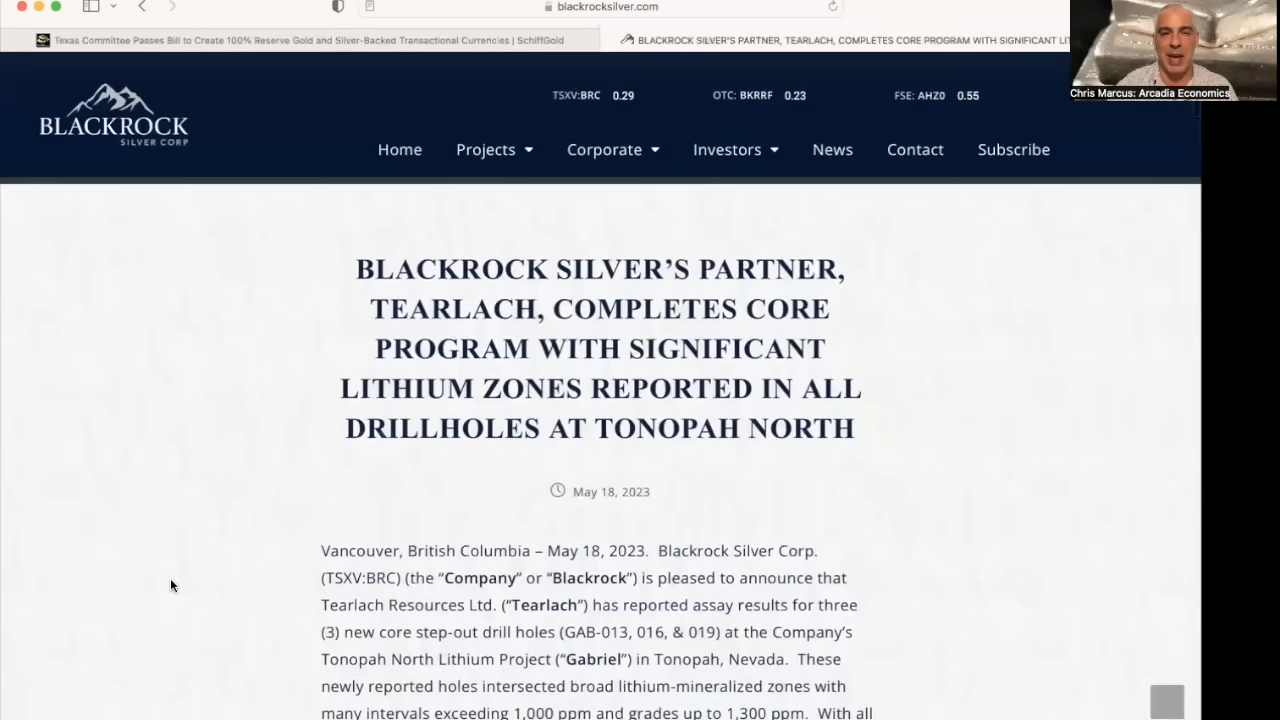 blackrocksilver.com
Texas Committee Passes Bill to Create 100% Reserve Gold and Silver-Backed Transactional Currencies | SchiffGold
BLACKROCK SILVER'S PARTNER, TEARLACH, COMPLETES CORE PROGRAM WITH SIGNIFICANT LIT
Chris Marcus: Arcadia Economics
BLACKROCK
SILVER CORP
TSXV:BRC 0.29
OTC: BKRRF 0.23
FSE: AHZ0 0.55
Home Projects Corporate Investors News Contact Subscribe
BLACKROCK SILVER’S PARTNER,
TEARLACH, COMPLETES CORE
PROGRAM WITH SIGNIFICANT
LITHIUM ZONES REPORTED IN ALL
DRILLHOLES AT TONOPAH NORTH
May 18, 2023
Vancouver, British Columbia – May 18, 2023.  Blackrock Silver Corp.
(TSXV:BRC) (the “Company” or “Blackrock”) is pleased to announce that
Tearlach Resources Ltd. (“Tearlach”) has reported assay results for three
(3) new core step-out drill holes (GAB-013, 016, & 019) at the Company’s
Tonopah North Lithium Project (“Gabriel”) in Tonopah, Nevada.  These
newly reported holes intersected broad lithium-mineralized zones with
many intervals exceeding 1,000 ppm and grades up to 1,300 ppm.  With all